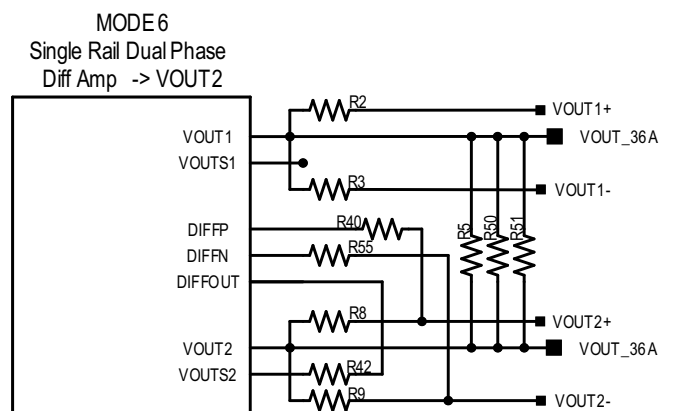 MODE 6
Single Rail Dual Phase
Diff Amp -> VOUT2
R2
VOUT1+
VOUT1
VOUT_36A
VOUTS1
R3
VOUT1-
R40
DIFFP
R5
R50
R51
R55
DIFFN
DIFFOUT
R8
VOUT2+
VOUT2
VOUT_36A
R42
VOUTS2
R9
VOUT2-